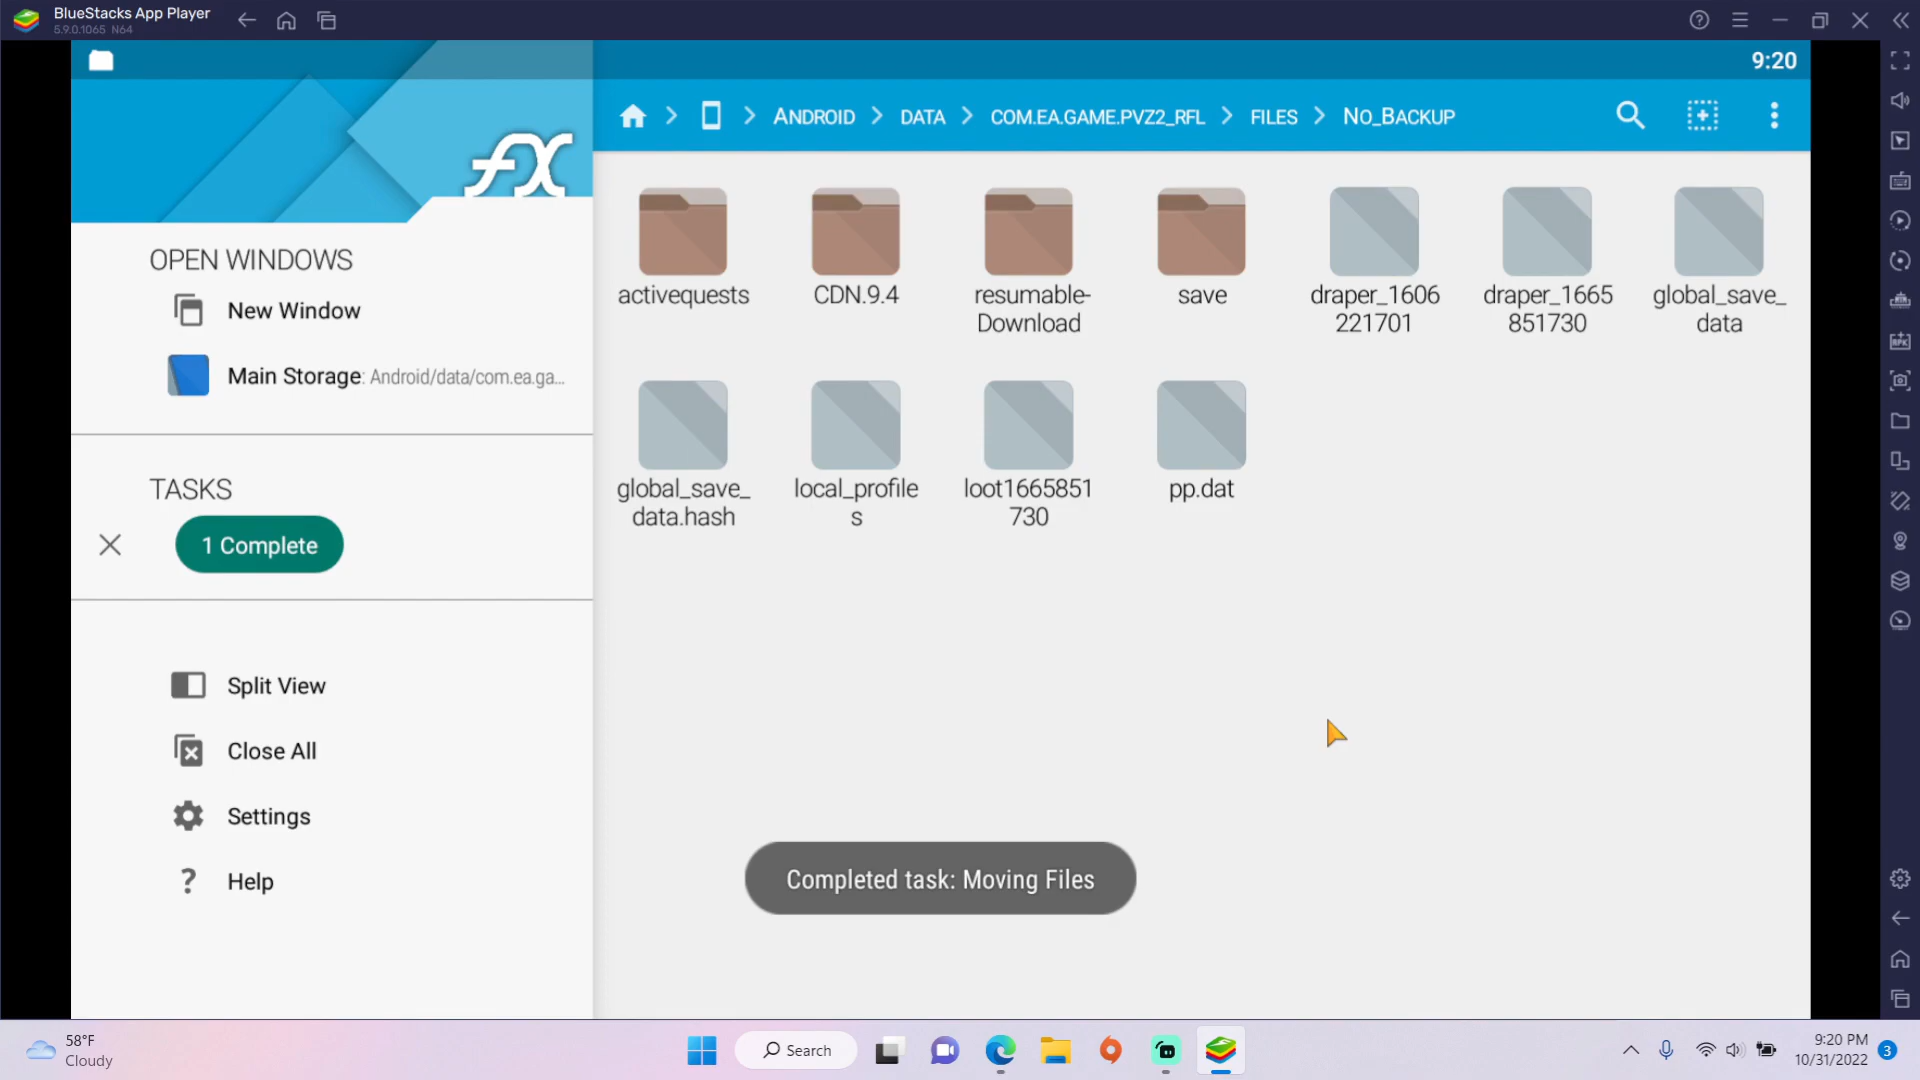 BlueStacks App Player
5.9.0.1065 N64
9:20
fX
ANDROID
DATA
COM.EA.GAME.PVZ2_RFL
FILES
NO_BACKUP
OPEN WINDOWS
New Window
Main Storage: Android/data/com.ea.ga...
TASKS
1 Complete
Split View
Close All
Settings
? Help
activequests
CDN.9.4
resumable-
Download
save
draper_1606
221701
draper_1665
851730
global_save_
data
global_save_
data.hash
local_profile
s
loot1665851
730
pp.dat
Completed task: Moving Files
58°F
Cloudy
Search
9:20 PM
10/31/2022
3